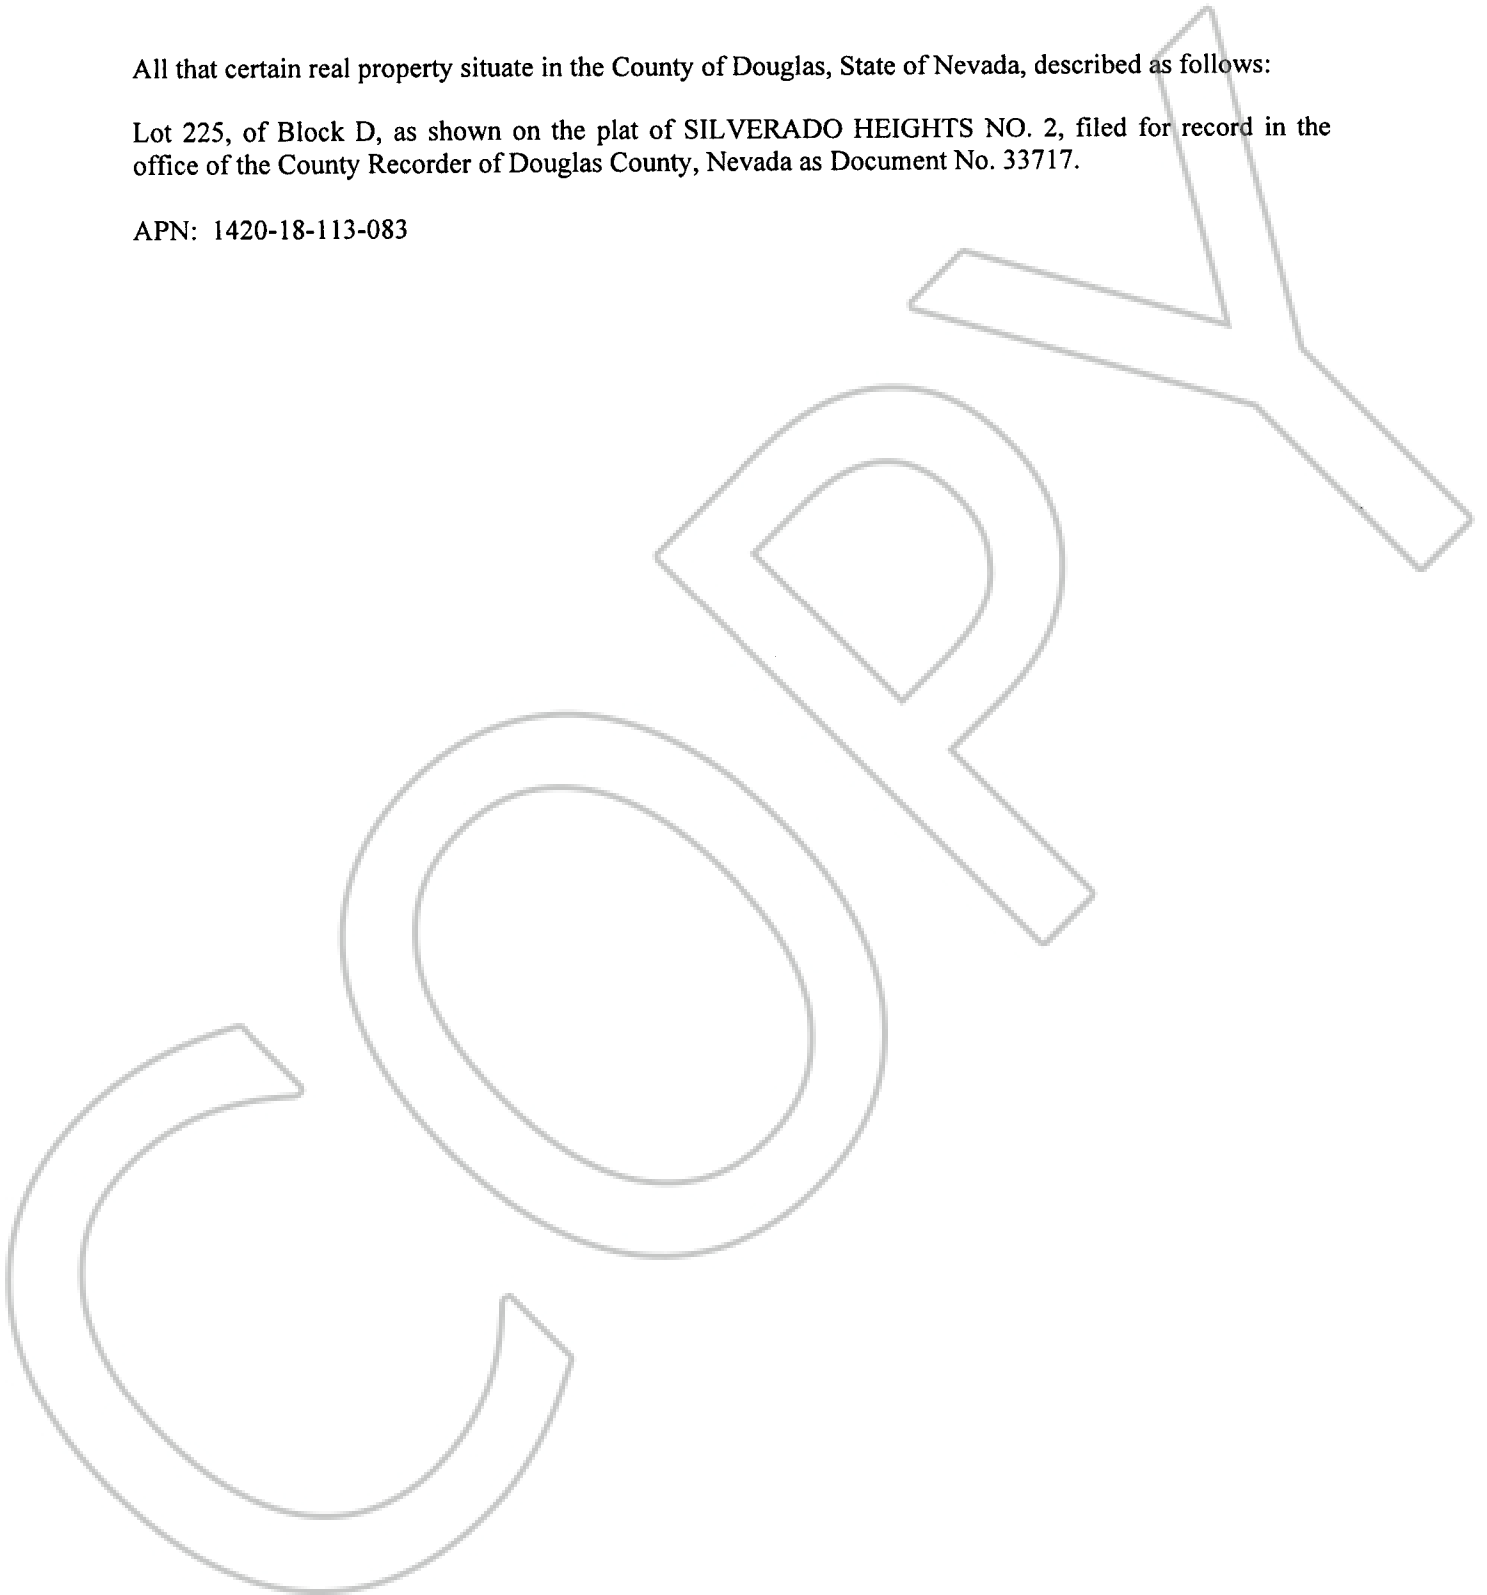 All that certain real property situate in the County of Douglas, State of Nevada, described as follows:
Lot 225, of Block D, as shown on the plat of SILVERADO HEIGHTS NO. 2, filed for record in the
office of the County Recorder of Douglas County, Nevada as Document No. 33717.
APN: 1420-18-113-083
COPY